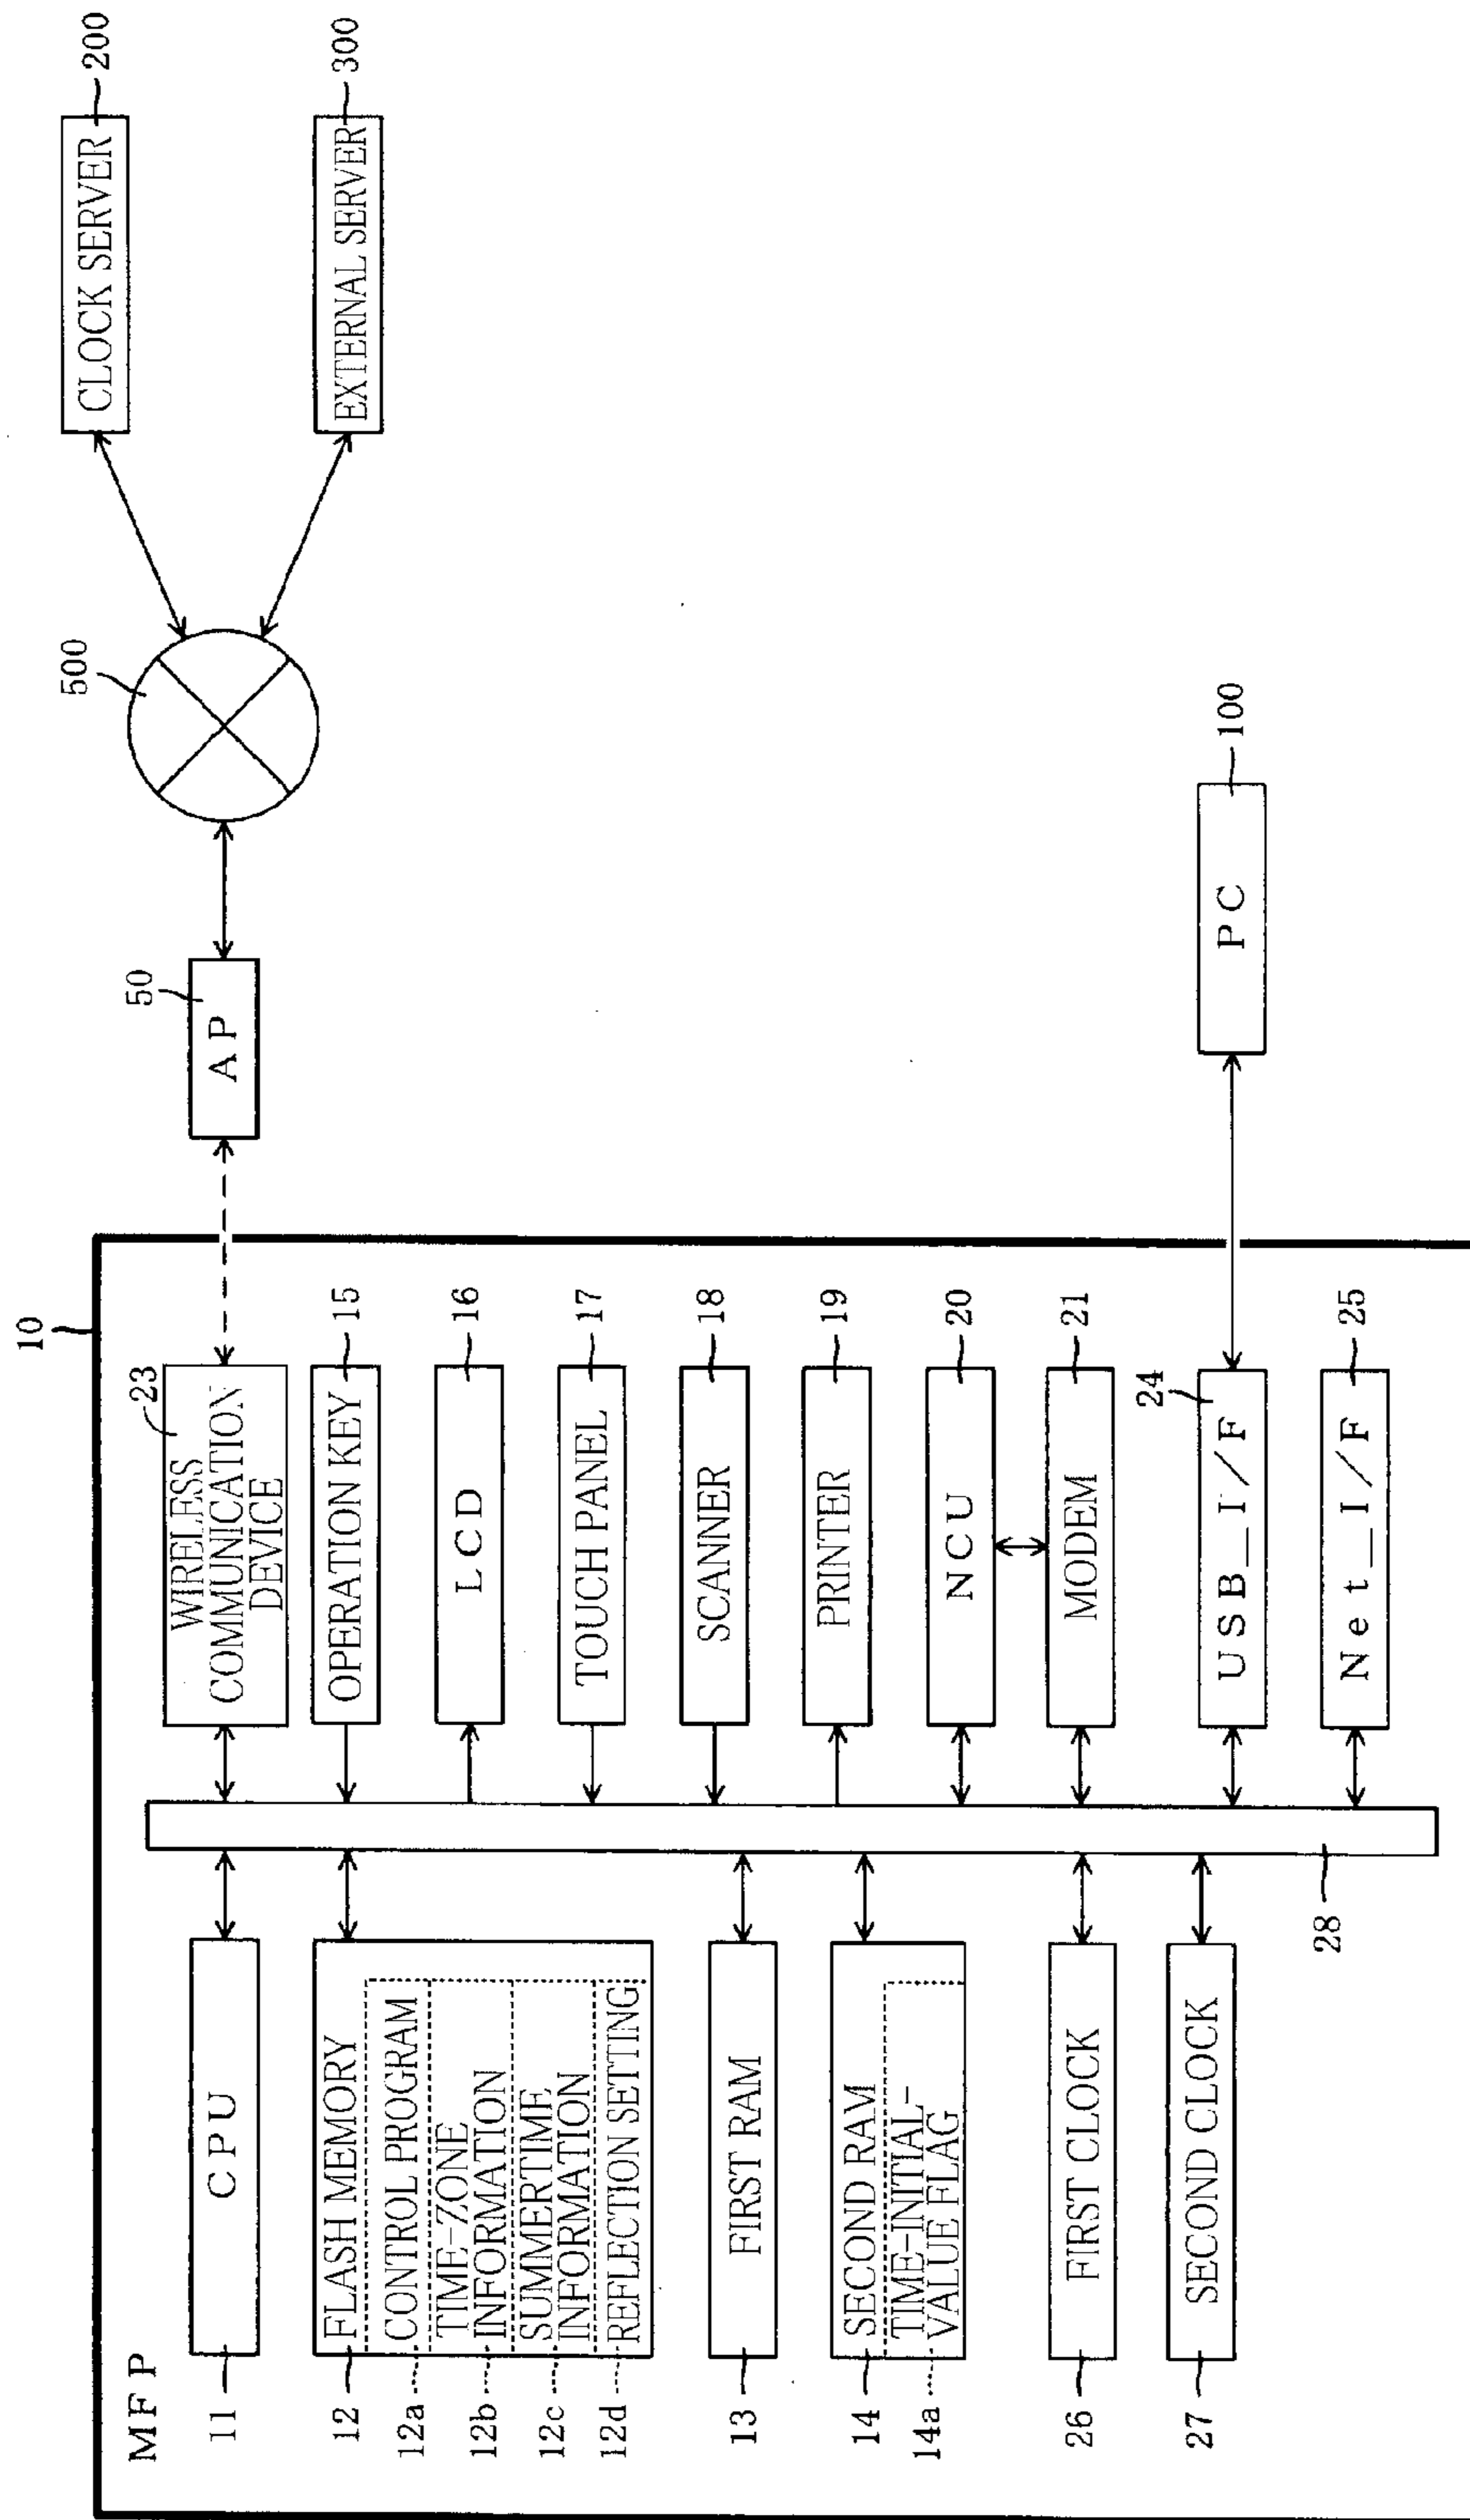 10
MFP
11
CPU
12
FLASH MEMORY
12a
CONTROL PROGRAM
12b
TIME-ZONE
INFORMATION
12c
SUMMERTIME
INFORMATION
12d
REFLECTION SETTING
13
FIRST RAM
14
SECOND RAM
14a
TIME-INITIAL-
VALUE FLAG
26
FIRST CLOCK
27
SECOND CLOCK
28
23
WIRELESS
COMMUNICATION
DEVICE
OPERATION KEY
15
LCD
16
TOUCH PANEL
17
SCANNER
18
PRINTER
19
NCU
20
MODEM
21
24
USB_I/F
Net_I/F
25
50
AP
500
CLOCK SERVER
200
EXTERNAL SERVER
300
PC
100